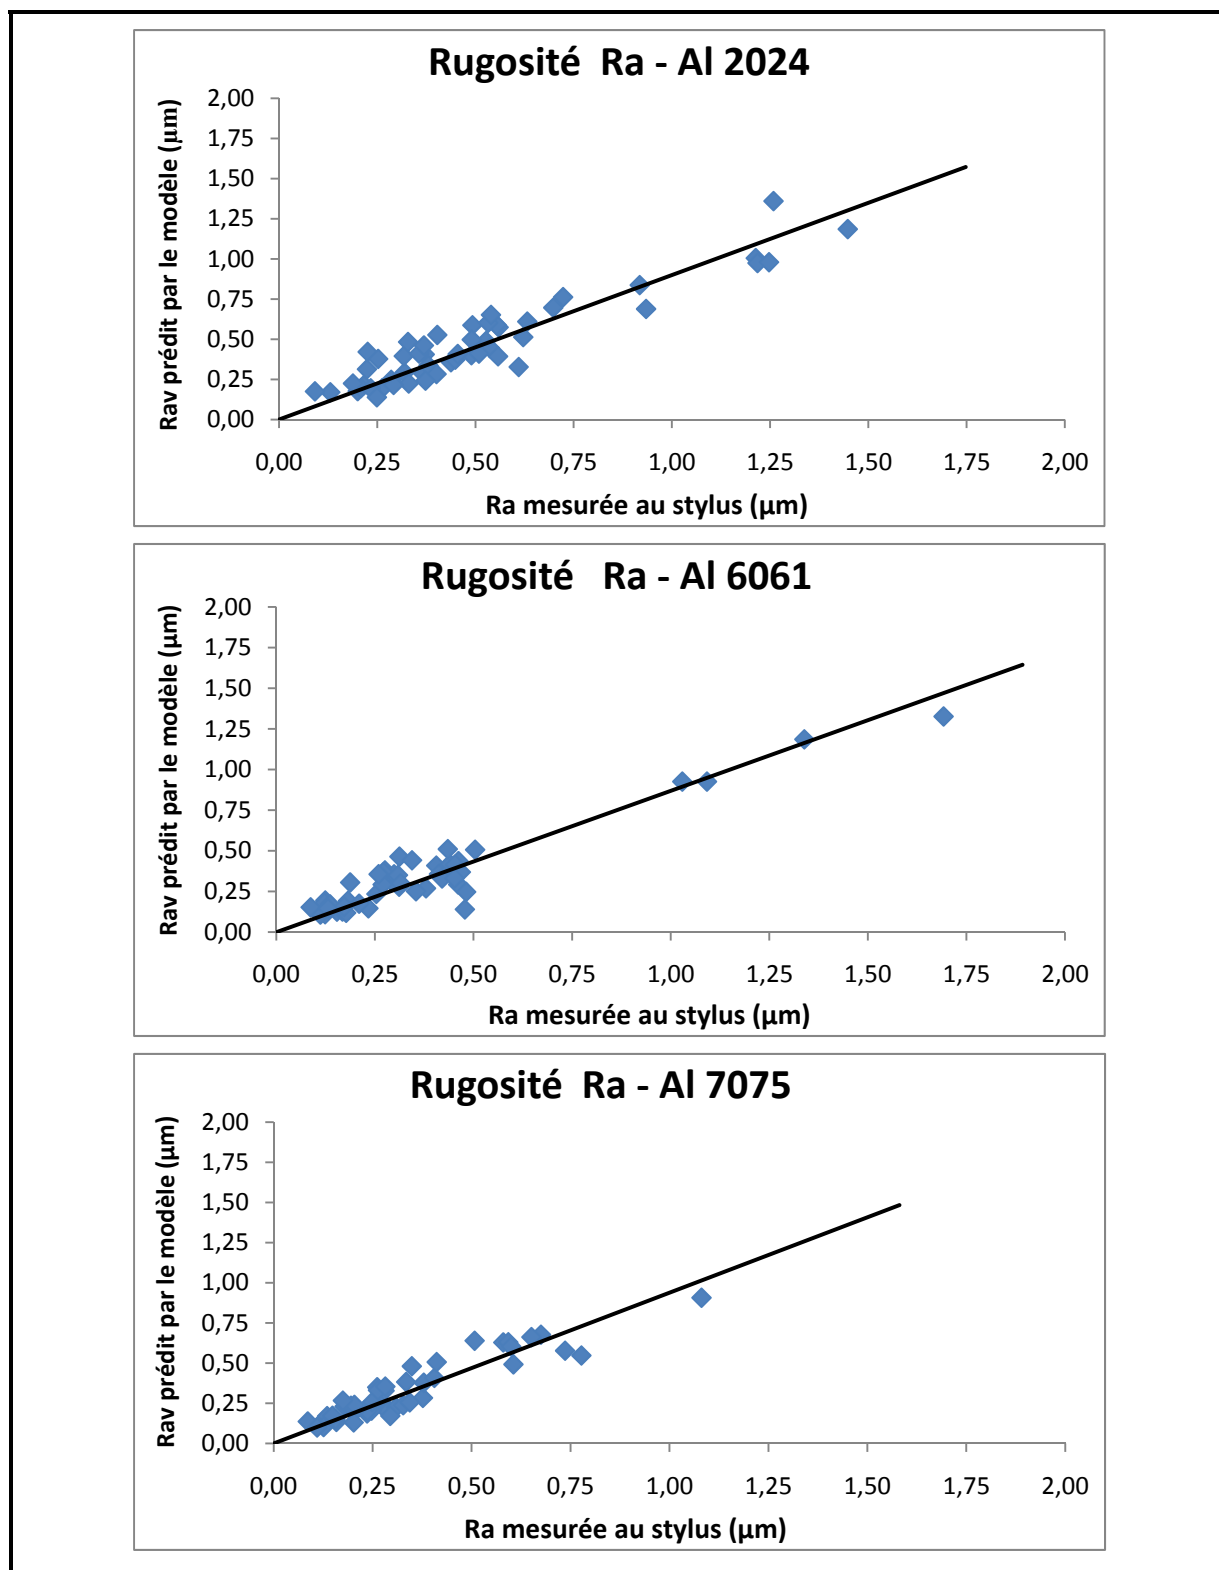 Rugosité  Ra - Al 2024
Rav prédit par le modèle (µm)
2,00
1,75
1,50
1,25
1,00
0,75
0,50
0,25
0,00
0,00 0,25 0,50 0,75 1,00 1,25 1,50 1,75 2,00
Ra mesurée au stylus (µm)
Rugosité   Ra - Al 6061
Rav prédit par le modèle (µm)
2,00
1,75
1,50
1,25
1,00
0,75
0,50
0,25
0,00
0,00 0,25 0,50 0,75 1,00 1,25 1,50 1,75 2,00
Ra mesurée au stylus (µm)
Rugosité  Ra - Al 7075
Rav prédit par le modèle (µm)
2,00
1,75
1,50
1,25
1,00
0,75
0,50
0,25
0,00
0,00 0,25 0,50 0,75 1,00 1,25 1,50 1,75 2,00
Ra mesurée au stylus (µm)